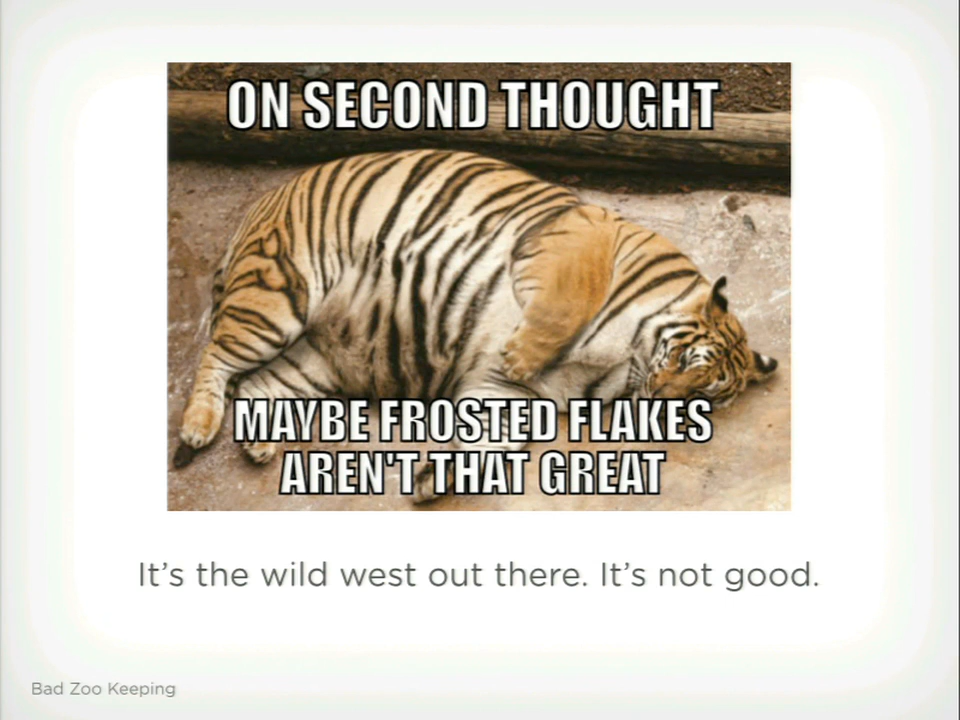 ON SECOND THOUGHT
MAYBE FROSTED FLAKES
AREN'T THAT GREAT
It’s the wild west out there. It’s not good.
Bad Zoo Keeping